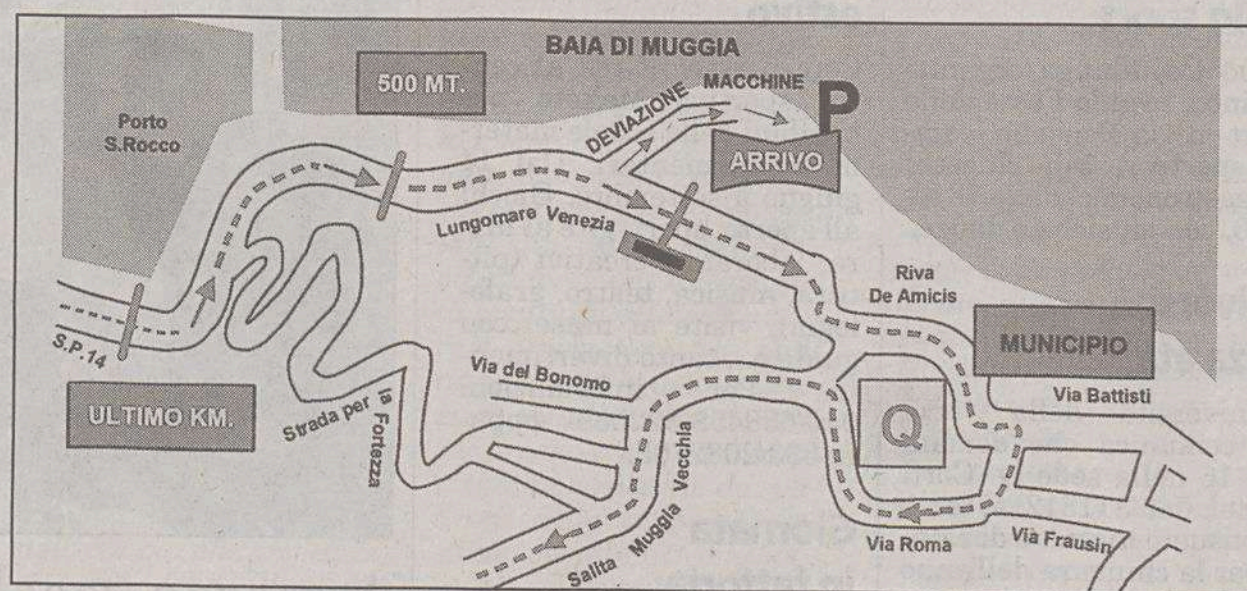 BAIA DI MUGGIA
500 MT.
MACCHINE
DEVIAZIONE
P
Porto
S.Rocco
ARRIVO
Lungomare Venezia
Riva
De Amicis
S.P.14
MUNICIPIO
Via del Bonomo
Via Battisti
ULTIMO KM.
Strada per
la Fortezza
Q
Salita Muggia Vecchia
Via Roma
Via Frausin